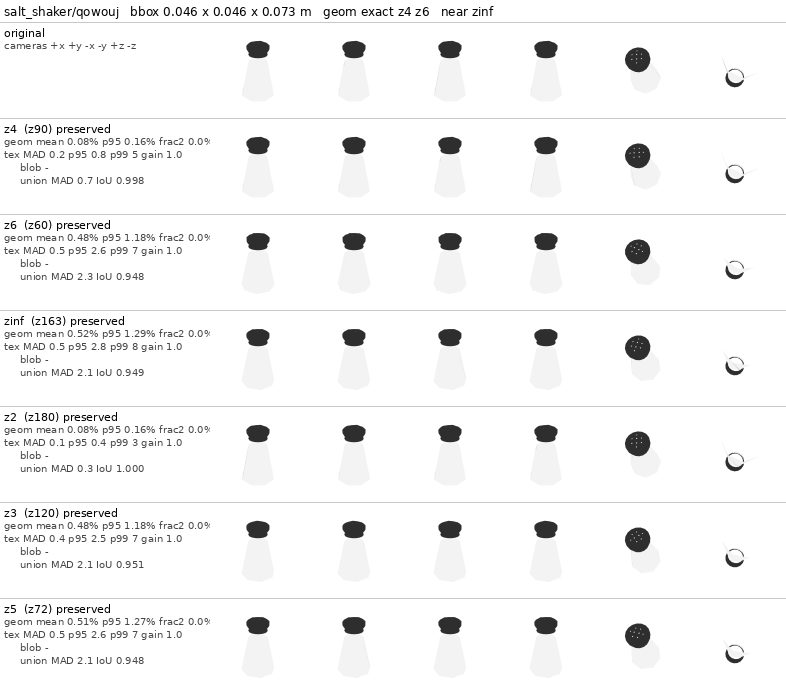 salt_shaker/qowouj bbox 0.046 x 0.046 x 0.073 m geom exact z4 z6 near zinf
original
cameras +x +y -x -y +z -z
z4 (z90) preserved
geom mean 0.08% p95 0.16% frac2 0.0%
tex MAD 0.2 p95 0.8 p99 5 gain 1.0
blob -
union MAD 0.7 IoU 0.998
z6 (z60) preserved
geom mean 0.48% p95 1.18% frac2 0.0%
tex MAD 0.5 p95 2.6 p99 7 gain 1.0
blob -
union MAD 2.3 IoU 0.948
zinf (z163) preserved
geom mean 0.52% p95 1.29% frac2 0.0%
tex MAD 0.5 p95 2.8 p99 8 gain 1.0
blob -
union MAD 2.1 IoU 0.949
z2 (z180) preserved
geom mean 0.08% p95 0.16% frac2 0.0%
tex MAD 0.1 p95 0.4 p99 3 gain 1.0
blob -
union MAD 0.3 IoU 1.000
z3 (z120) preserved
geom mean 0.48% p95 1.18% frac2 0.0%
tex MAD 0.4 p95 2.5 p99 7 gain 1.0
blob -
union MAD 2.1 IoU 0.951
z5 (z72) preserved
geom mean 0.51% p95 1.27% frac2 0.0%
tex MAD 0.5 p95 2.6 p99 7 gain 1.0
blob -
union MAD 2.1 IoU 0.948